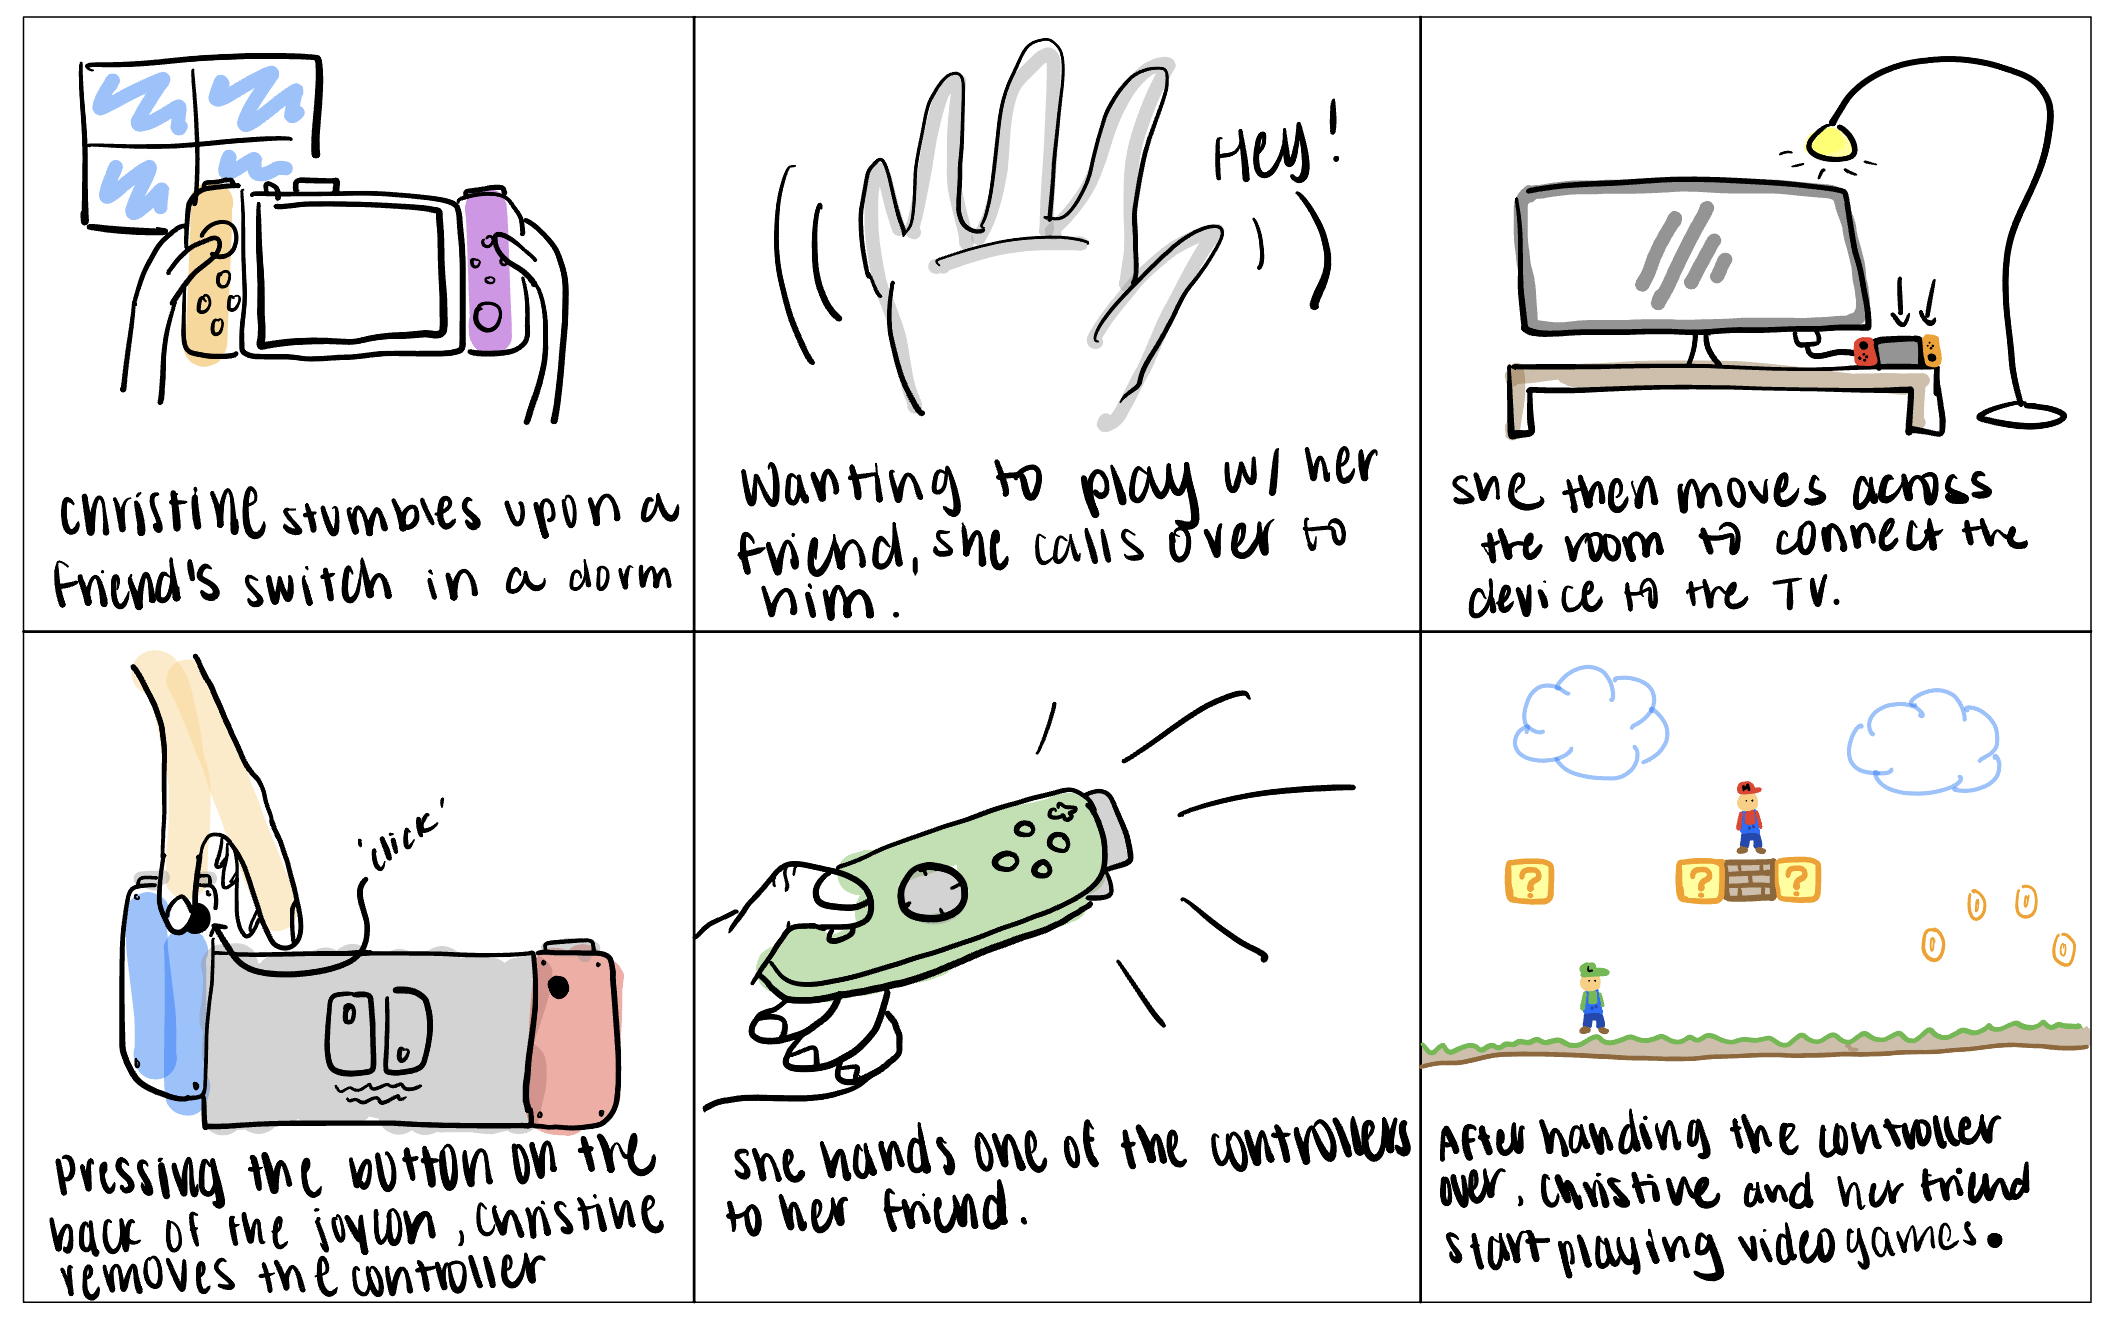 christine stumbles upon a
friend's switch in a dorm
Hey!
Wanting to play w/ her
friend, she calls over to
him.
she then moves across
the room to connect the
device to the TV.
'click'
Pressing the button on the
back of the joycon, christine
removes the controller
she hands one of the controllers
to her friend.
M
?
? ?
L
After handing the controller
over, christine and her friend
start playing video games.